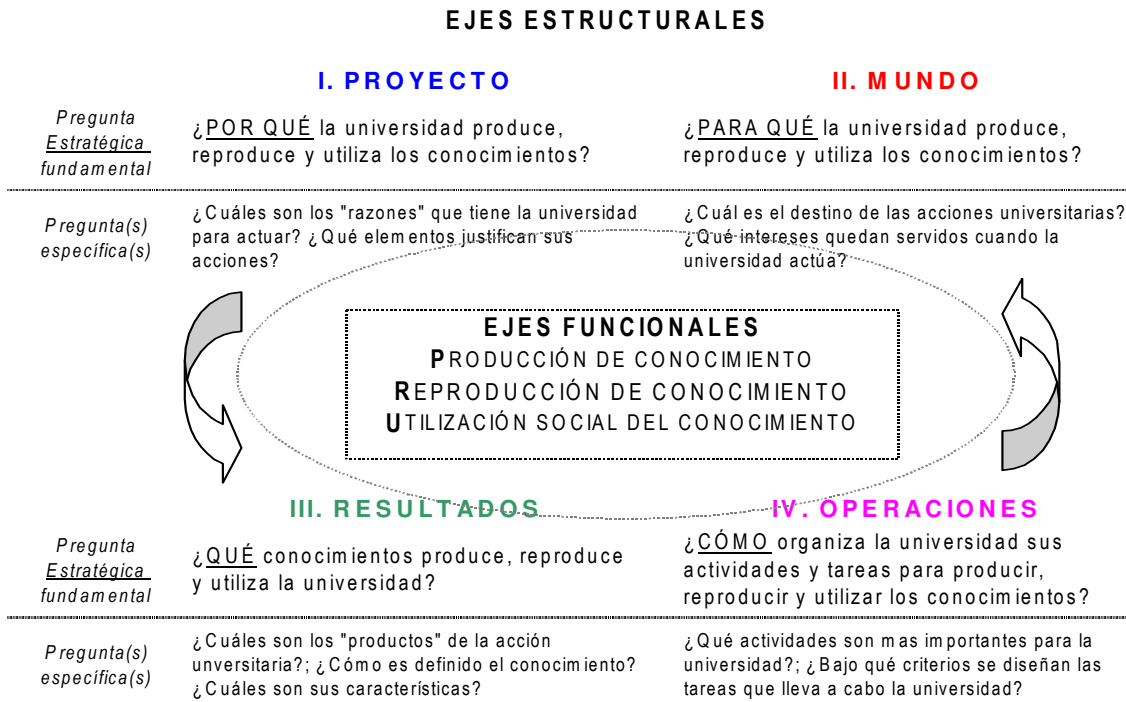 EJES ESTRUCTURALES
I. PROYECTO
II. MUNDO
Pregunta
Estratégica
fundamental
¿POR QUÉ la universidad produce,
reproduce y utiliza los conocimientos?
¿PARA QUÉ la universidad produce,
reproduce y utiliza los conocimientos?
Pregunta(s)
específica(s)
¿Cuáles son los "razones" que tiene la universidad
para actuar? ¿Qué elementos justifican sus
acciones?
¿Cuál es el destino de las acciones universitarias?
¿Qué intereses quedan servidos cuando la
universidad actúa?
EJES FUNCIONALES
PRODUCCIÓN DE CONOCIMIENTO
REPRODUCCIÓN DE CONOCIMIENTO
UTILIZACIÓN SOCIAL DEL CONOCIMIENTO
III. RESULTADOS
IV. OPERACIONES
Pregunta
Estratégica
fundamental
¿QUÉ conocimientos produce, reproduce
y utiliza la universidad?
¿CÓMO organiza la universidad sus
actividades y tareas para producir,
reproducir y utilizar los conocimientos?
Pregunta(s)
específica(s)
¿Cuáles son los "productos" de la acción
unversitaria?; ¿Cómo es definido el conocimiento?
¿Cuáles son sus características?
¿Qué actividades son mas importantes para la
universidad?; ¿Bajo qué criterios se diseñan las
tareas que lleva a cabo la universidad?